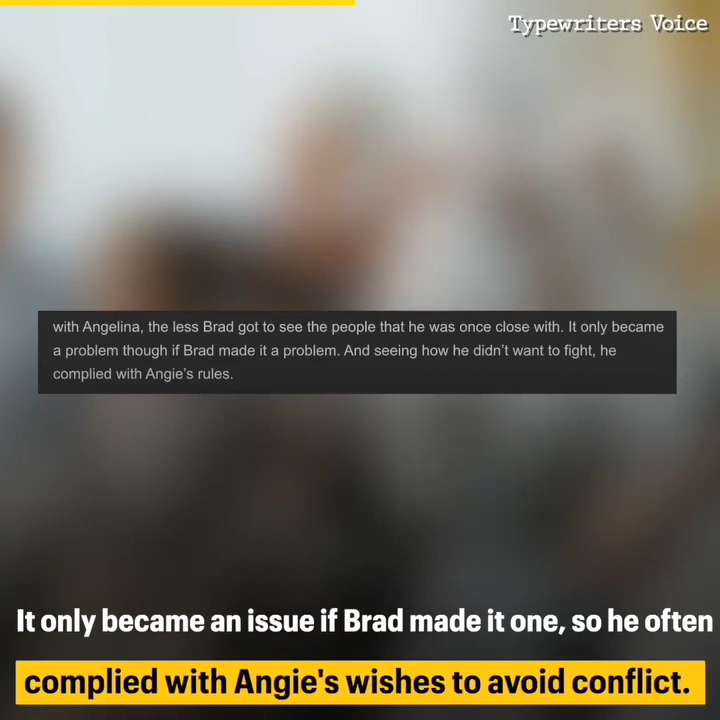 Typewriters Voice
with Angelina, the less Brad got to see the people that he was once close with. It only became
a problem though if Brad made it a problem. And seeing how he didn't want to fight, he
complied with Angie's rules.
It only became an issue if Brad made it one, so he often
complied with Angie's wishes to avoid conflict.